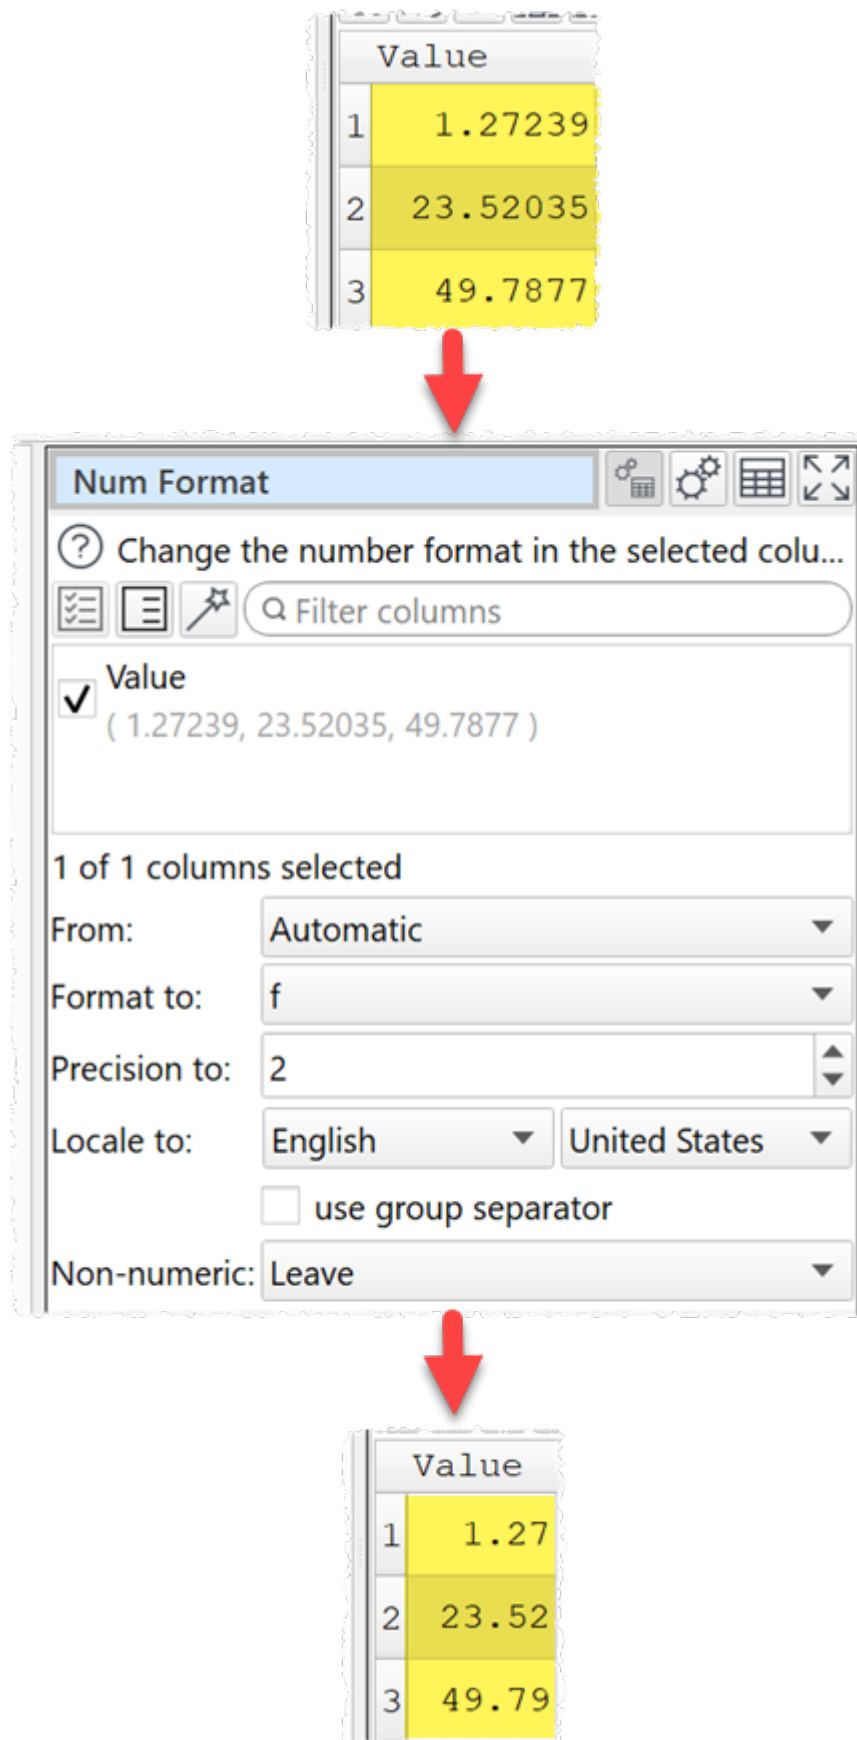 Value
1 1.27239
2 23.52035
3 49.7877
Num Format
? Change the number format in the selected colu...
Filter columns
Value
( 1.27239, 23.52035, 49.7877 )
1 of 1 columns selected
From: Automatic
Format to: f
Precision to: 2
Locale to: English United States
use group separator
Non-numeric: Leave
Value
1 1.27
2 23.52
3 49.79